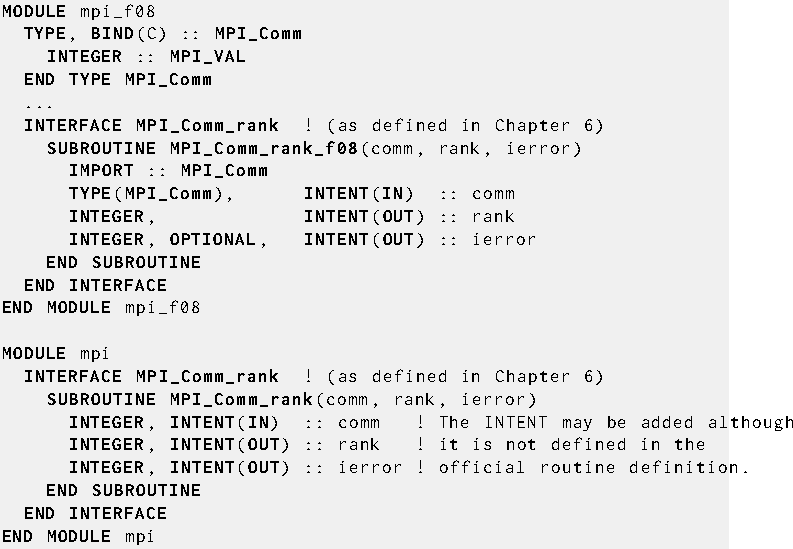 MODULE mpi_f08
  TYPE, BIND(C) :: MPI_Comm
    INTEGER :: MPI_VAL
  END TYPE MPI_Comm
  ...
  INTERFACE MPI_Comm_rank  ! (as defined in Chapter 6)
    SUBROUTINE MPI_Comm_rank_f08(comm, rank, ierror)
      IMPORT :: MPI_Comm
      TYPE(MPI_Comm),      INTENT(IN)  :: comm
      INTEGER,             INTENT(OUT) :: rank
      INTEGER, OPTIONAL,   INTENT(OUT) :: ierror
    END SUBROUTINE
  END INTERFACE
END MODULE mpi_f08

MODULE mpi
  INTERFACE MPI_Comm_rank  ! (as defined in Chapter 6)
    SUBROUTINE MPI_Comm_rank(comm, rank, ierror)
      INTEGER, INTENT(IN)  :: comm   ! The INTENT may be added although
      INTEGER, INTENT(OUT) :: rank   ! it is not defined in the
      INTEGER, INTENT(OUT) :: ierror ! official routine definition.
    END SUBROUTINE
  END INTERFACE
END MODULE mpi